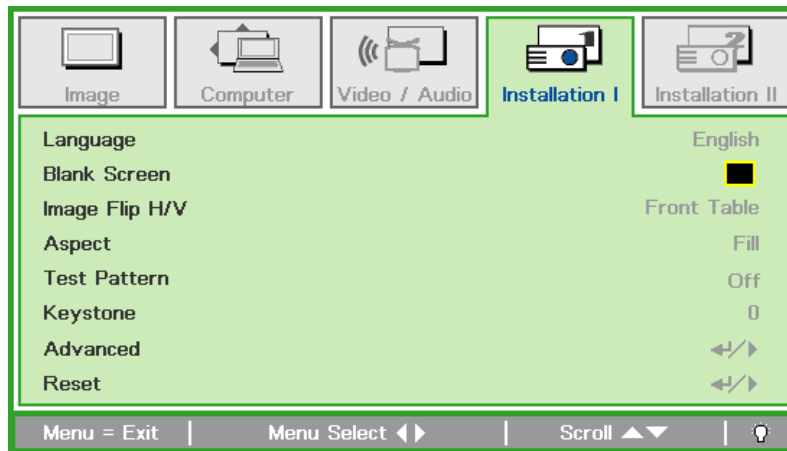 Image Computer Video / Audio Installation I Installation II
Language English
Blank Screen
Image Flip H/V Front Table
Aspect Fill
Test Pattern Off
Keystone 0
Advanced
Reset
Menu = Exit Menu Select Scroll